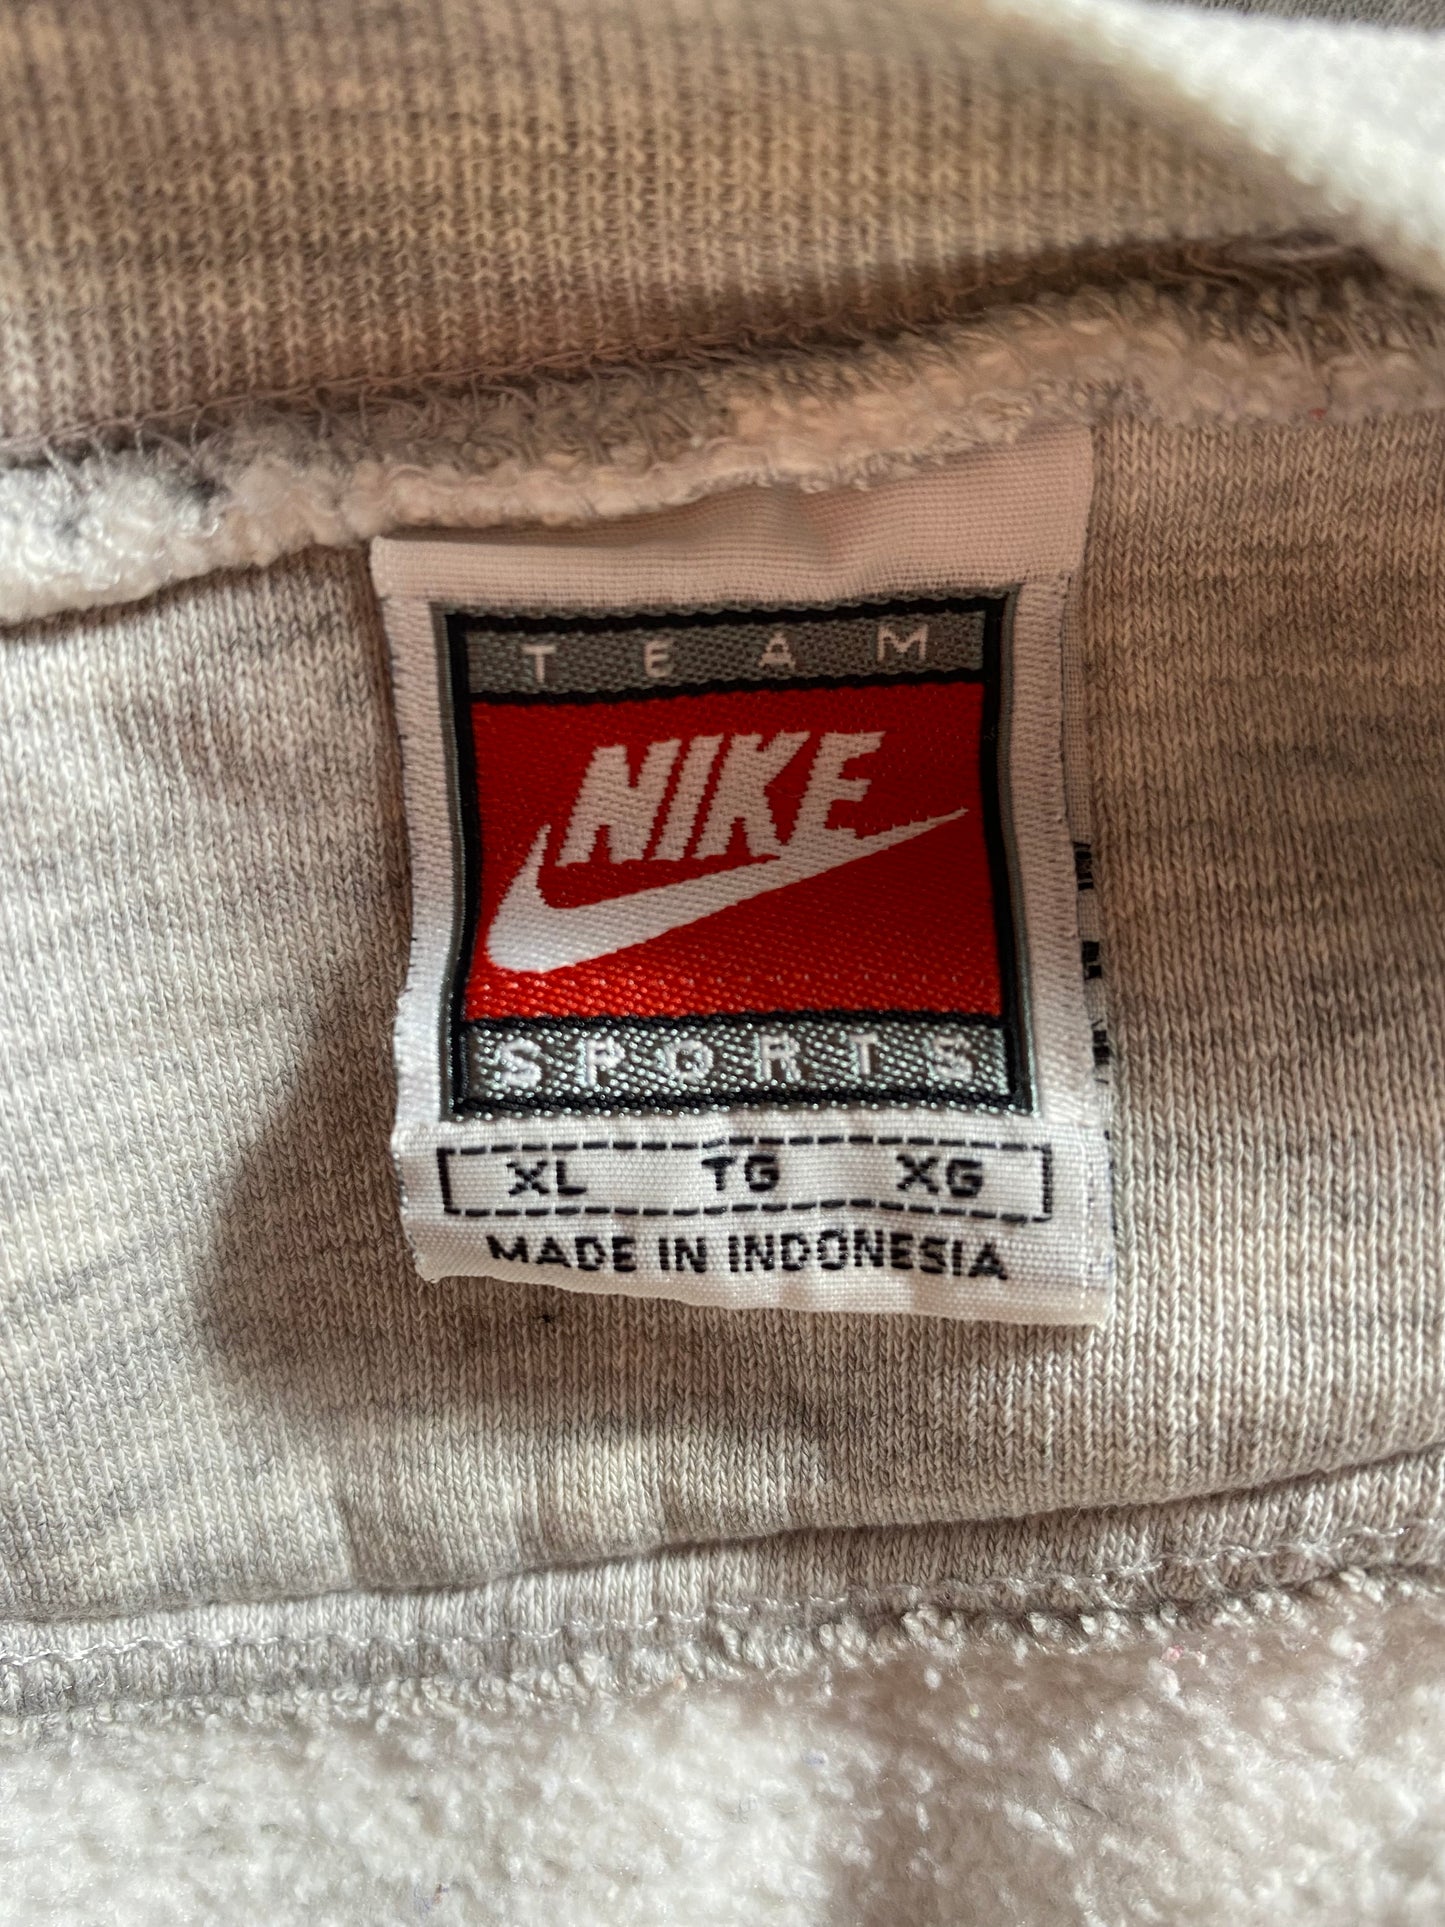 TEAM
NIKE
SPORTS
XL TG XG
MADE IN INDONESIA